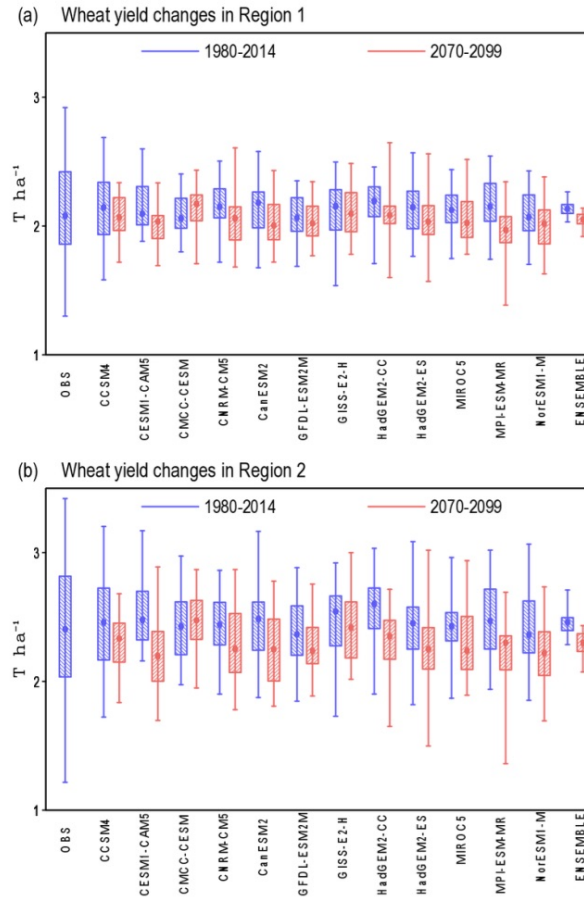 (a) Wheat yield changes in Region 1
1980-2014 2070-2099
3
T ha⁻¹
2
1
OBS
CCSM4
CESM1-CAM5
CMCC-CESM
CNRM-CM5
CanESM2
GFDL-ESM2M
GISS-E2-H
HadGEM2-CC
HadGEM2-ES
MIROC5
MPI-ESM-MR
NorESM1-M
ENSEMBLE
(b) Wheat yield changes in Region 2
1980-2014 2070-2099
3
T ha⁻¹
2
1
OBS
CCSM4
CESM1-CAM5
CMCC-CESM
CNRM-CM5
CanESM2
GFDL-ESM2M
GISS-E2-H
HadGEM2-CC
HadGEM2-ES
MIROC5
MPI-ESM-MR
NorESM1-M
ENSEMBLE